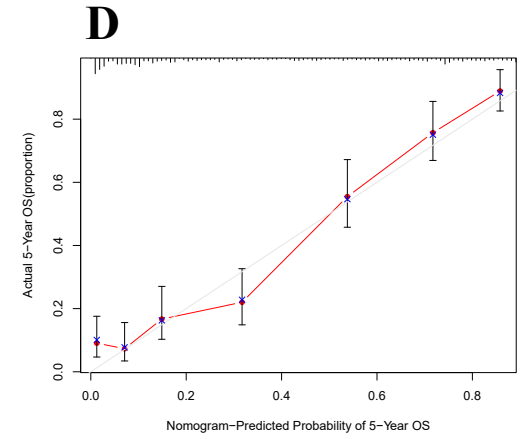 D
Actual 5−Year OS(proportion)
0.8
0.6
0.4
0.2
0.0
0.0 0.2 0.4 0.6 0.8
Nomogram−Predicted Probability of 5−Year OS